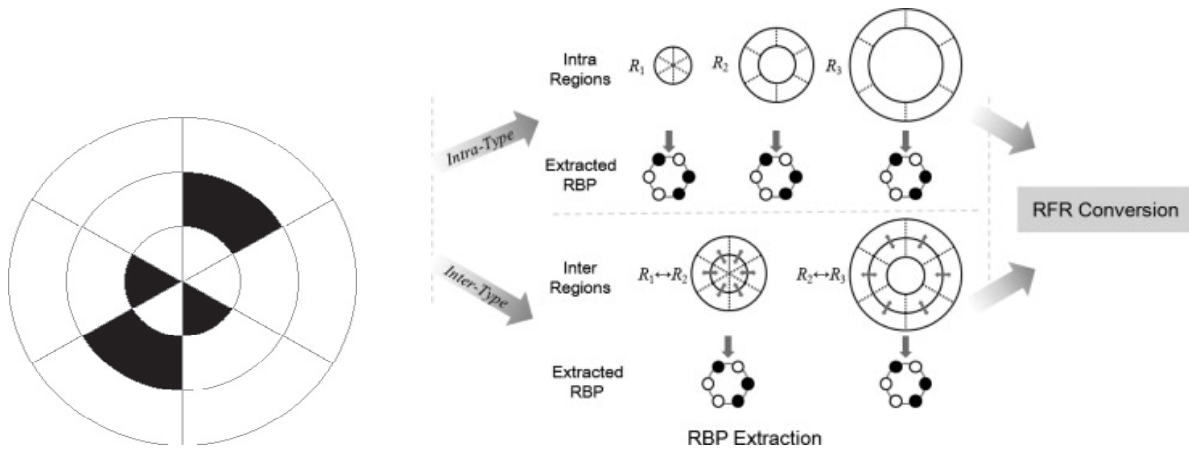 Intra
Regions
R1
R2
R3
Intra-Type
Extracted
RBP
RFR Conversion
Inter-Type
Inter
Regions
R1↔R2
R2↔R3
Extracted
RBP
RBP Extraction